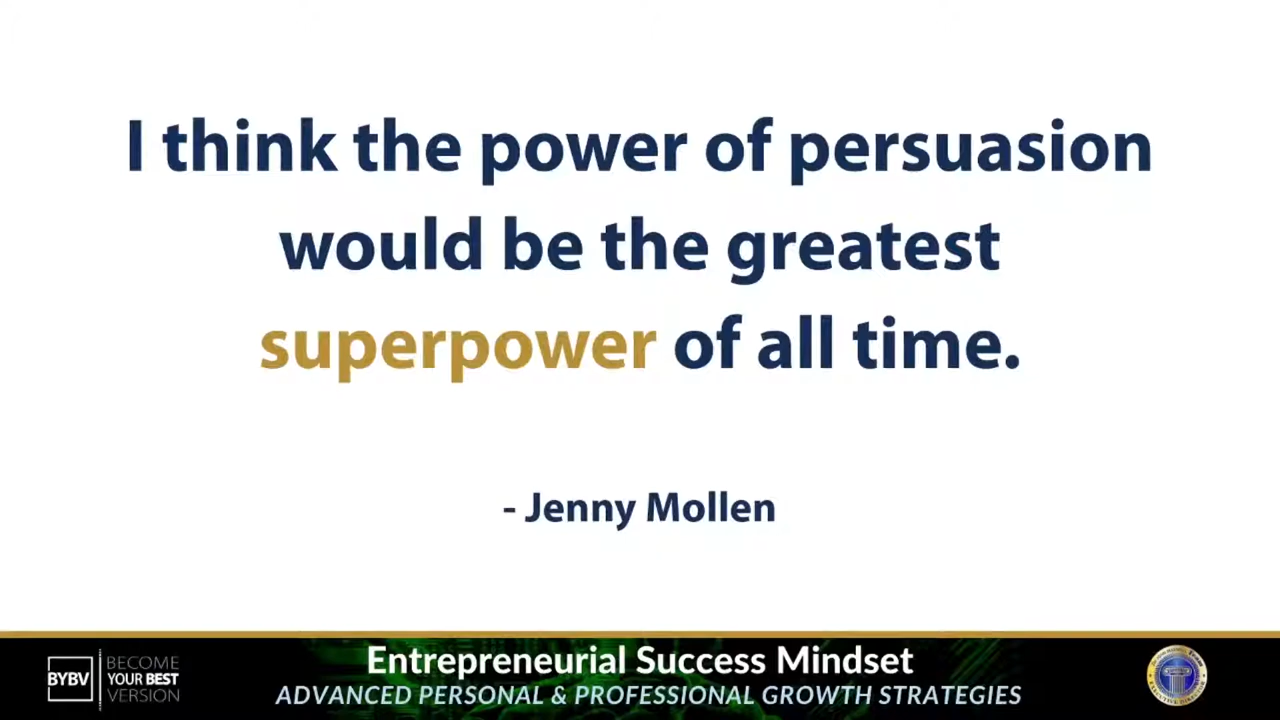 I think the power of persuasion
would be the greatest
superpower of all time.
- Jenny Mollen
Entrepreneurial Success Mindset
ADVANCED PERSONAL & PROFESSIONAL GROWTH STRATEGIES
BYBV
BECOME
YOUR BEST
VERSION